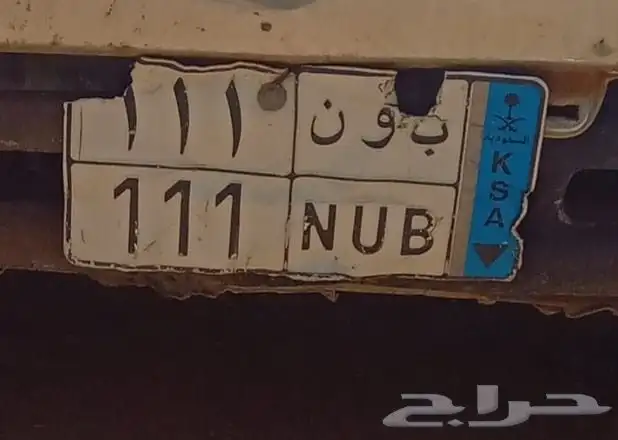 ١١١ ب و ن
111 NUB
السعودية
KSA
حراج